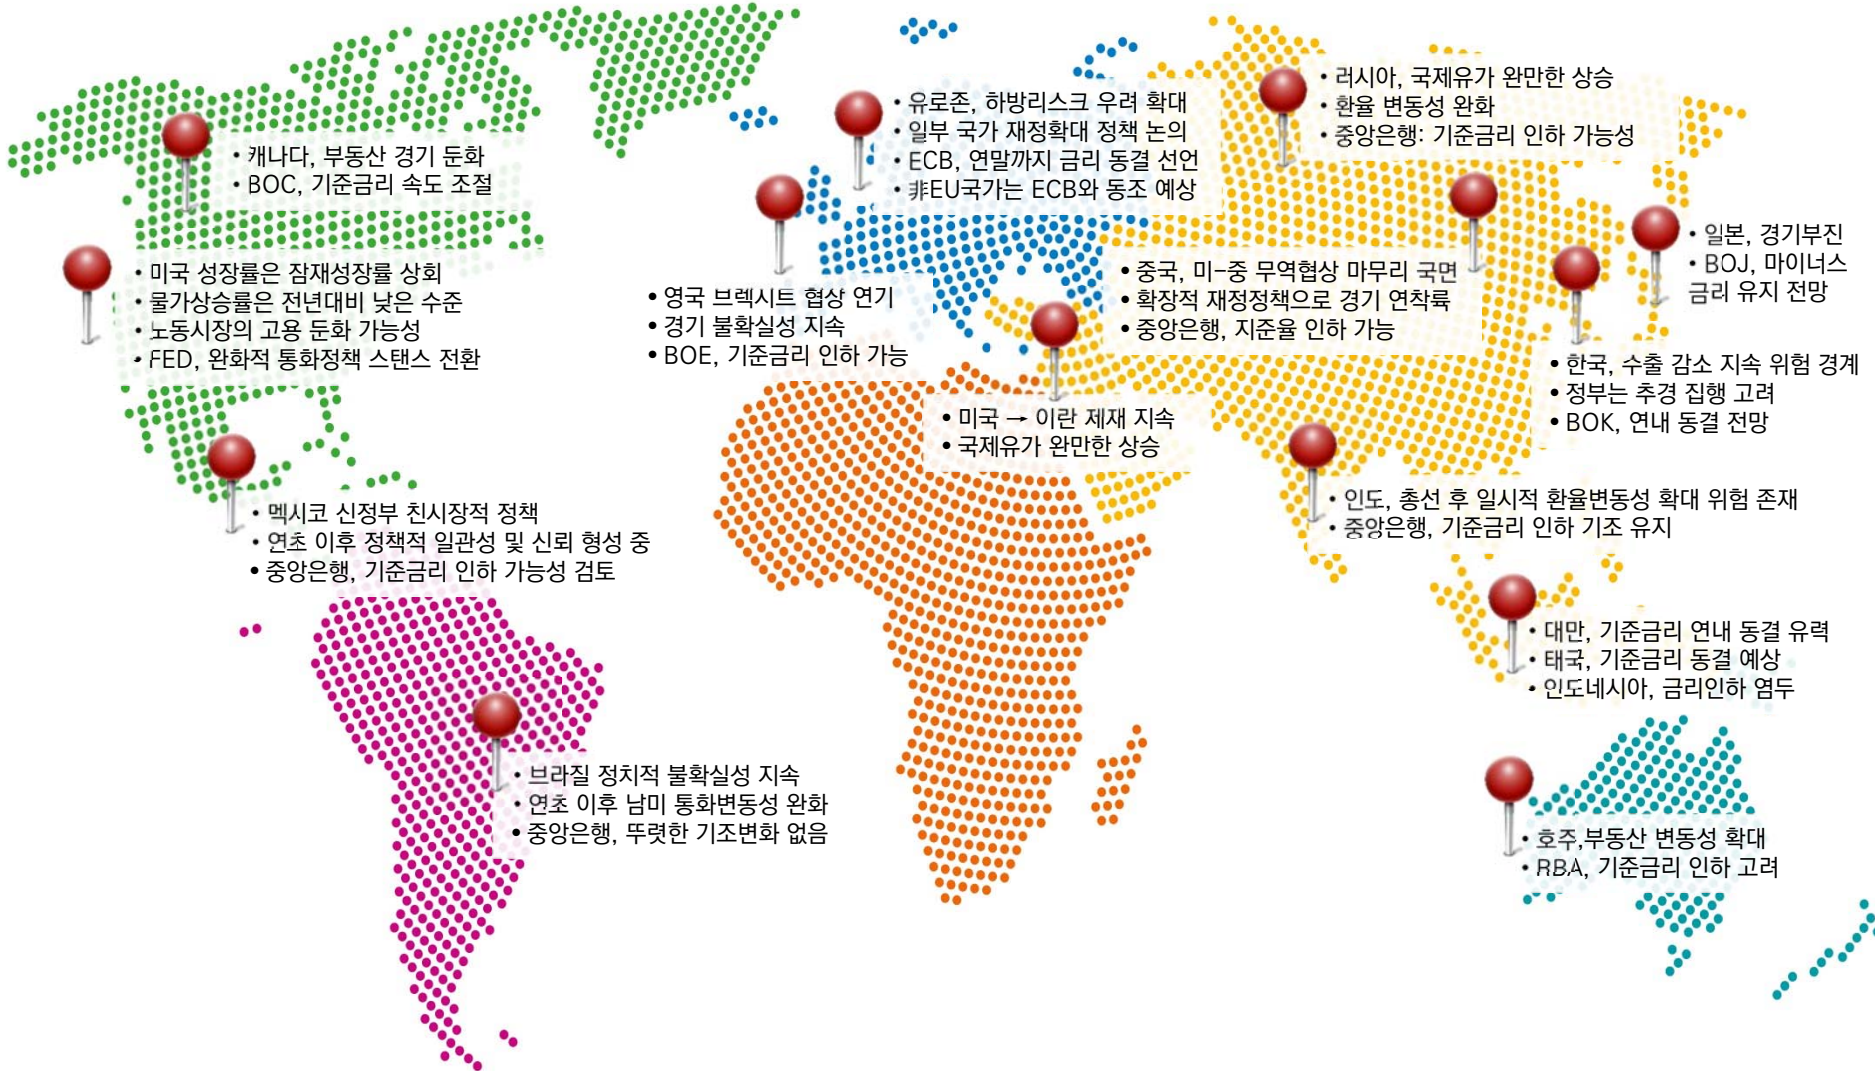 • 캐나다, 부동산 경기 둔화
• BOC, 기준금리 속도 조절
• 미국 성장률은 잠재성장률 상회
• 물가상승률은 전년대비 낮은 수준
• 노동시장의 고용 둔화 가능성
• FED, 완화적 통화정책 스탠스 전환
• 멕시코 신정부 친시장적 정책
• 연초 이후 정책적 일관성 및 신뢰 형성 중
• 중앙은행, 기준금리 인하 가능성 검토
• 브라질 정치적 불확실성 지속
• 연초 이후 남미 통화변동성 완화
• 중앙은행, 뚜렷한 기조변화 없음
• 유로존, 하방리스크 우려 확대
• 일부 국가 재정확대 정책 논의
• ECB, 연말까지 금리 동결 선언
• 非EU국가는 ECB와 동조 예상
• 영국 브렉시트 협상 연기
• 경기 불확실성 지속
• BOE, 기준금리 인하 가능
• 미국 → 이란 제재 지속
• 국제유가 완만한 상승
• 러시아, 국제유가 완만한 상승
• 환율 변동성 완화
• 중앙은행: 기준금리 인하 가능성
• 중국, 미-중 무역협상 마무리 국면
• 확장적 재정정책으로 경기 연착륙
• 중앙은행, 지준율 인하 가능
• 일본, 경기부진
• BOJ, 마이너스
금리 유지 전망
• 한국, 수출 감소 지속 위험 경계
• 정부는 추경 집행 고려
• BOK, 연내 동결 전망
• 인도, 총선 후 일시적 환율변동성 확대 위험 존재
• 중앙은행, 기준금리 인하 기조 유지
• 대만, 기준금리 연내 동결 유력
• 태국, 기준금리 동결 예상
• 인도네시아, 금리인하 염두
• 호주,부동산 변동성 확대
• RBA, 기준금리 인하 고려